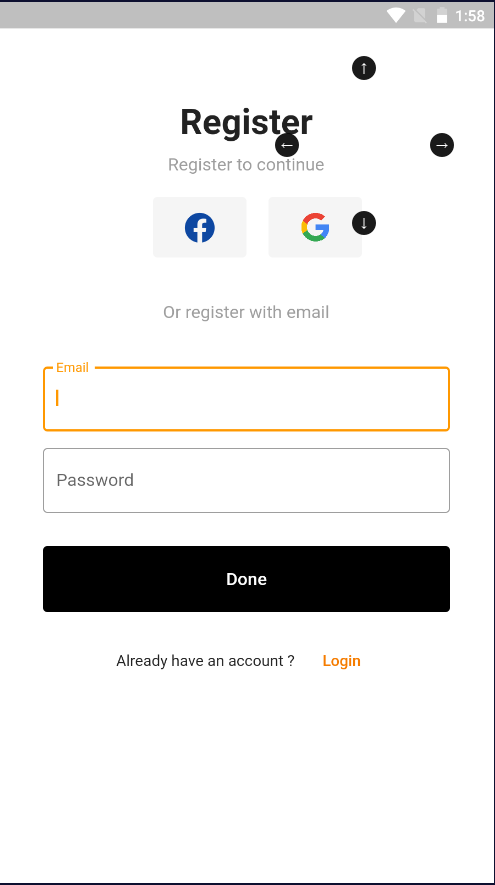 1:58
↑
Register
← →
Register to continue
↓
Or register with email
Email
Password
Done
Already have an account ? Login